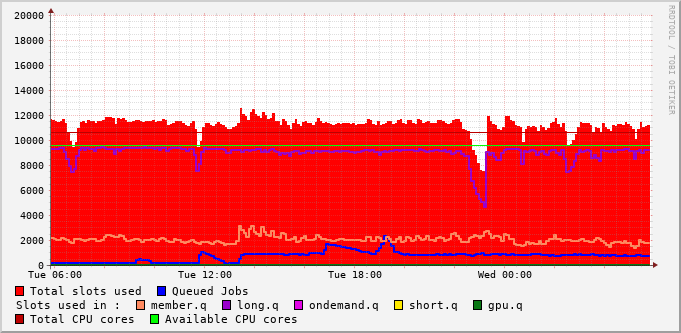 RRDTOOL / TOBI OETIKER
20000
18000
16000
14000
12000
10000
8000
6000
4000
2000
0
Tue 06:00 Tue 12:00 Tue 18:00 Wed 00:00
Total slots used Queued Jobs
Slots used in : member.q long.q ondemand.q short.q gpu.q
Total CPU cores Available CPU cores